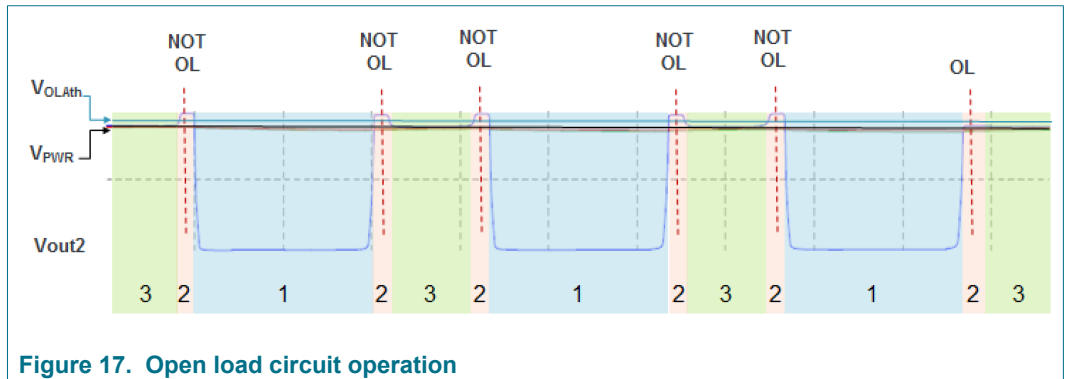 NOT
OL
NOT
OL
NOT
OL
NOT
OL
NOT
OL
OL
VOLAth
VPWR
Vout2
3 2 1 2 3 2 1 2 3 2 1 2 3
Figure 17. Open load circuit operation